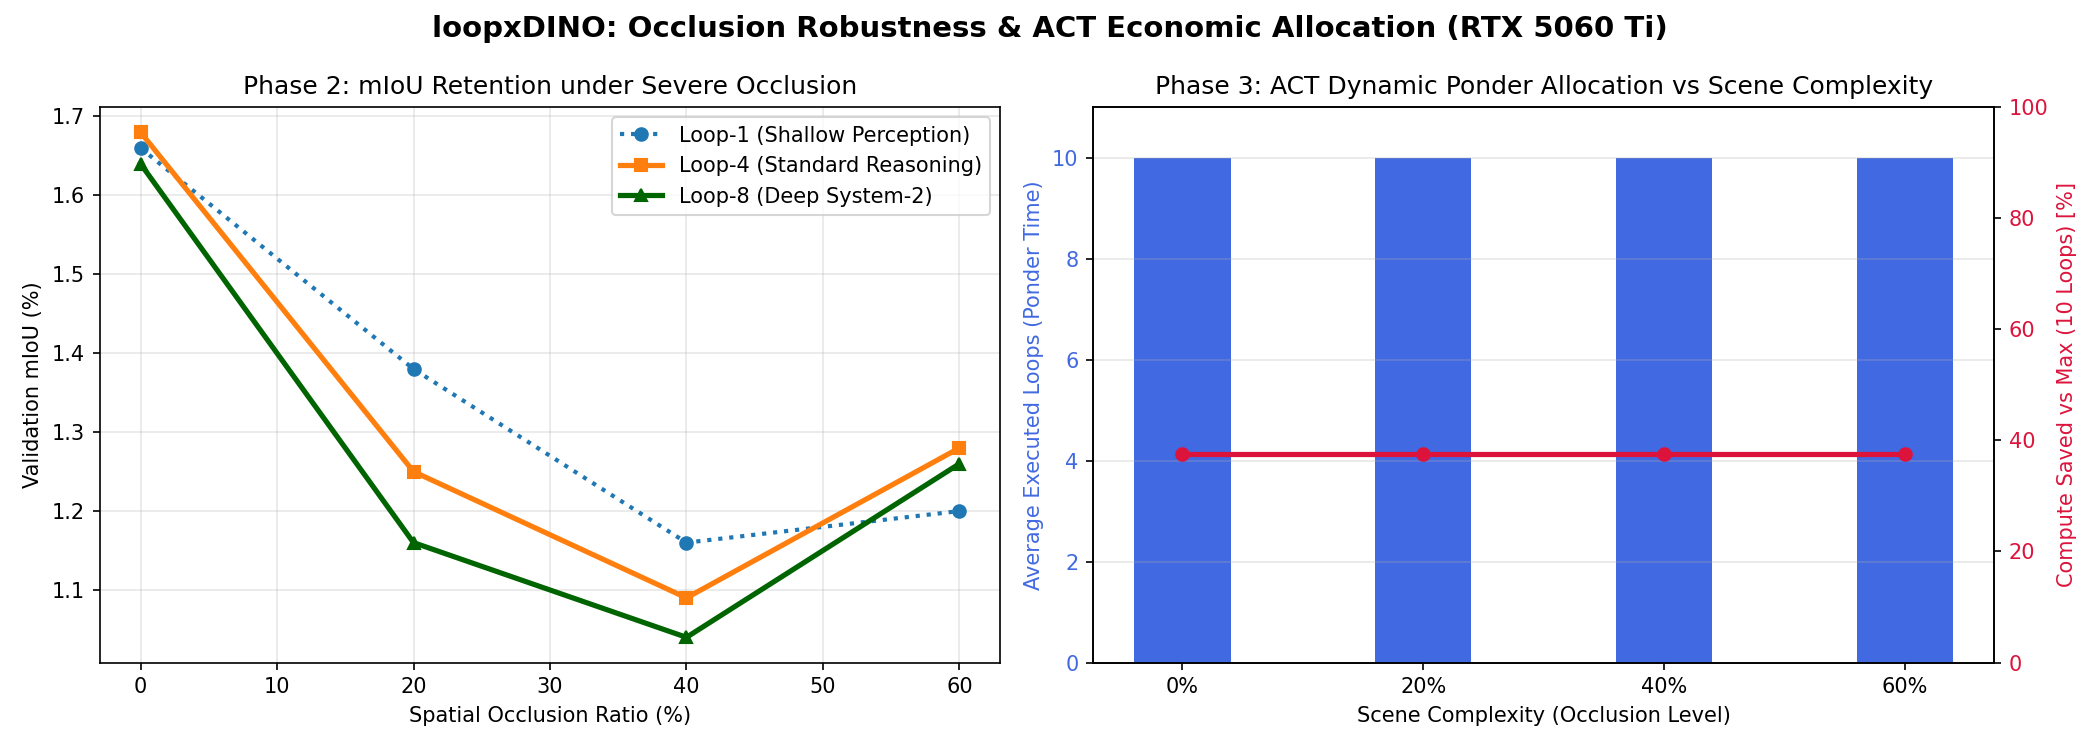 loopxDINO: Occlusion Robustness & ACT Economic Allocation (RTX 5060 Ti)
Phase 2: mIoU Retention under Severe Occlusion
Validation mIoU (%)
1.7
1.6
1.5
1.4
1.3
1.2
1.1
Loop-1 (Shallow Perception)
Loop-4 (Standard Reasoning)
Loop-8 (Deep System-2)
0 10 20 30 40 50 60
Spatial Occlusion Ratio (%)
Phase 3: ACT Dynamic Ponder Allocation vs Scene Complexity
Average Executed Loops (Ponder Time)
10
8
6
4
2
0
0% 20% 40% 60%
Scene Complexity (Occlusion Level)
100
80
60
40
20
0
Compute Saved vs Max (10 Loops) [%]